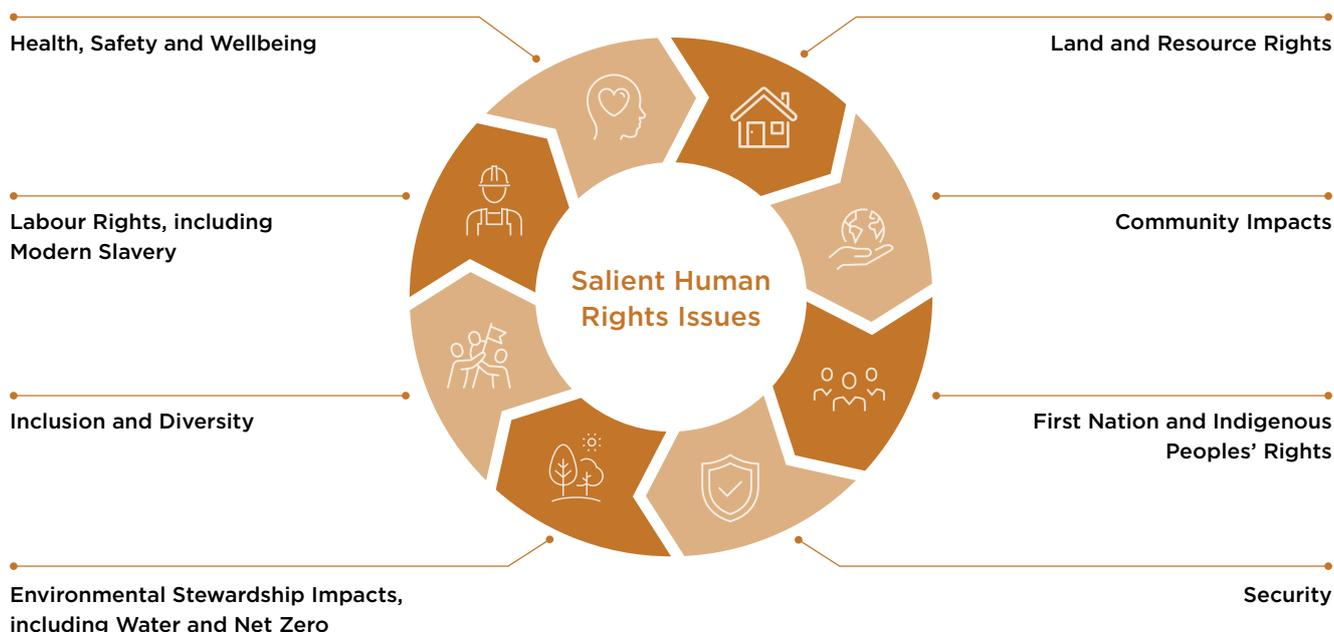 Health, Safety and Wellbeing
Land and Resource Rights
Labour Rights, including
Modern Slavery
Community Impacts
Salient Human
Rights Issues
Inclusion and Diversity
First Nation and Indigenous
Peoples’ Rights
Environmental Stewardship Impacts,
including Water and Net Zero
Security